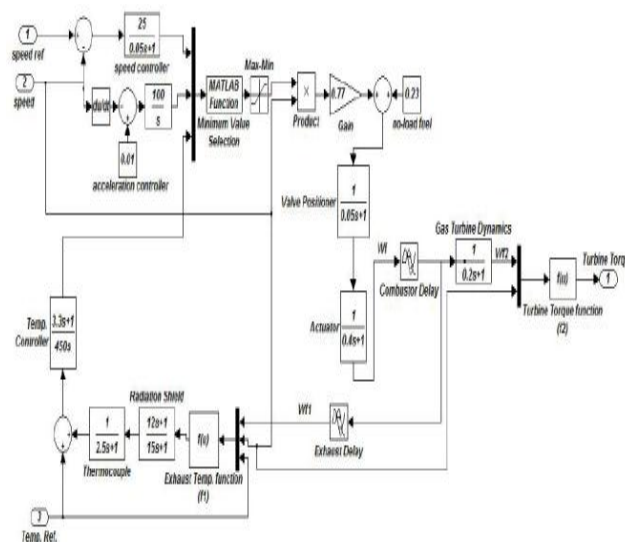 25
0.05s+1
speed controller
1
speed ref
2
speed
du/dt
100
s
0.01
acceleration controller
MATLAB
Function
Minimum Value
Selection
Max-Min
×
Product
0.77
Gain
0.23
no-load fuel
1
0.05s+1
Valve Positioner
Wf
Combustor Delay
Gas Turbine Dynamics
1
0.2s+1
Wf2
f(u)
Turbine Torque function
(f2)
Turbine Torq
1
1
0.4s+1
Actuator
3.3s+1
450s
Temp.
Controller
Radiation Shield
1
2.5s+1
Thermocouple
12s+1
15s+1
f(u)
Exhaust Temp. function
(f1)
Wf1
Exhaust Delay
3
Temp. Ref.